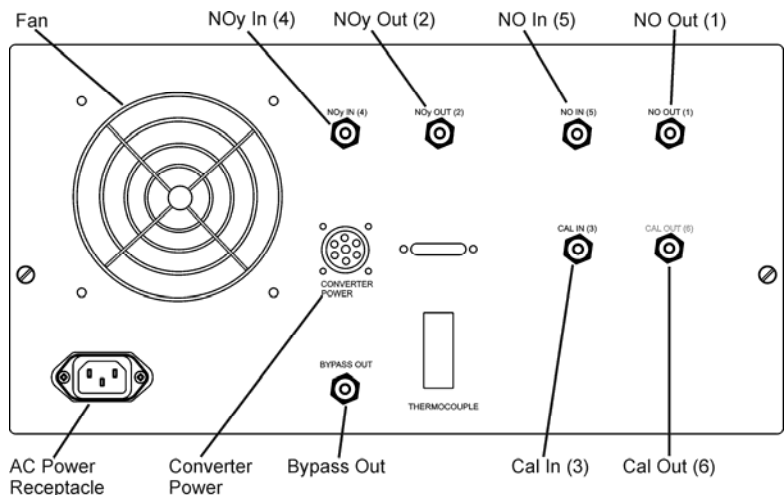 Fan
NOy In (4)
NOy Out (2)
NO In (5)
NO Out (1)
NOy IN (4)
NOy OUT (2)
NO IN (5)
NO OUT (1)
CAL IN (3)
CAL OUT (6)
CONVERTER
POWER
BYPASS OUT
THERMOCOUPLE
AC Power
Receptacle
Converter
Power
Bypass Out
Cal In (3)
Cal Out (6)